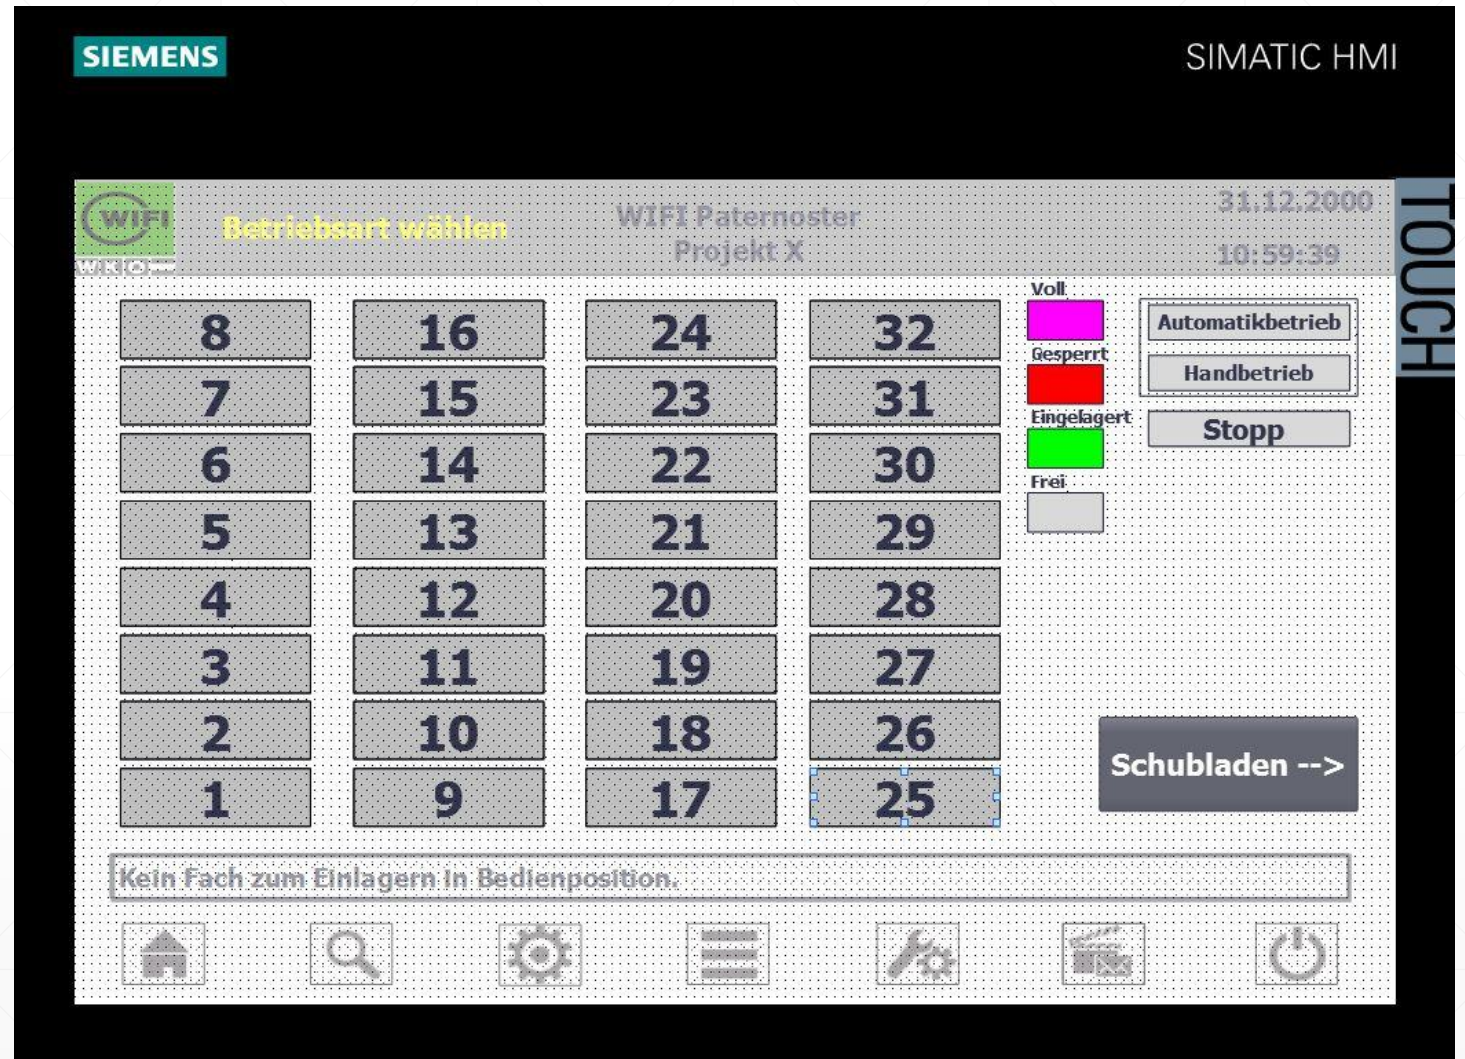 SIEMENS
SIMATIC HMI
TOUCH
WIFI
WKO
Betriebsart wählen
WIFI Paternoster
Projekt X
31.12.2000
10:59:39
8 16 24 32
7 15 23 31
6 14 22 30
5 13 21 29
4 12 20 28
3 11 19 27
2 10 18 26
1 9 17 25
Voll
Gesperrt
Eingelagert
Frei
Automatikbetrieb
Handbetrieb
Stopp
Schubladen -->
Kein Fach zum Einlagern in Bedienposition.